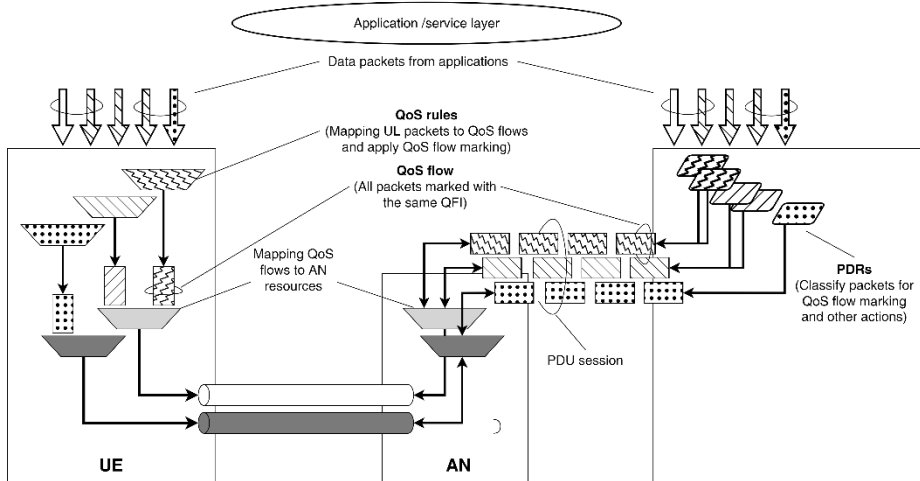 Application /service layer
Data packets from applications
QoS rules
(Mapping UL packets to QoS flows
and apply QoS flow marking)
QoS flow
(All packets marked with
the same QFI)
Mapping QoS
flows to AN
resources
PDRs
(Classify packets for
QoS flow marking
and other actions)
PDU session
UE
AN